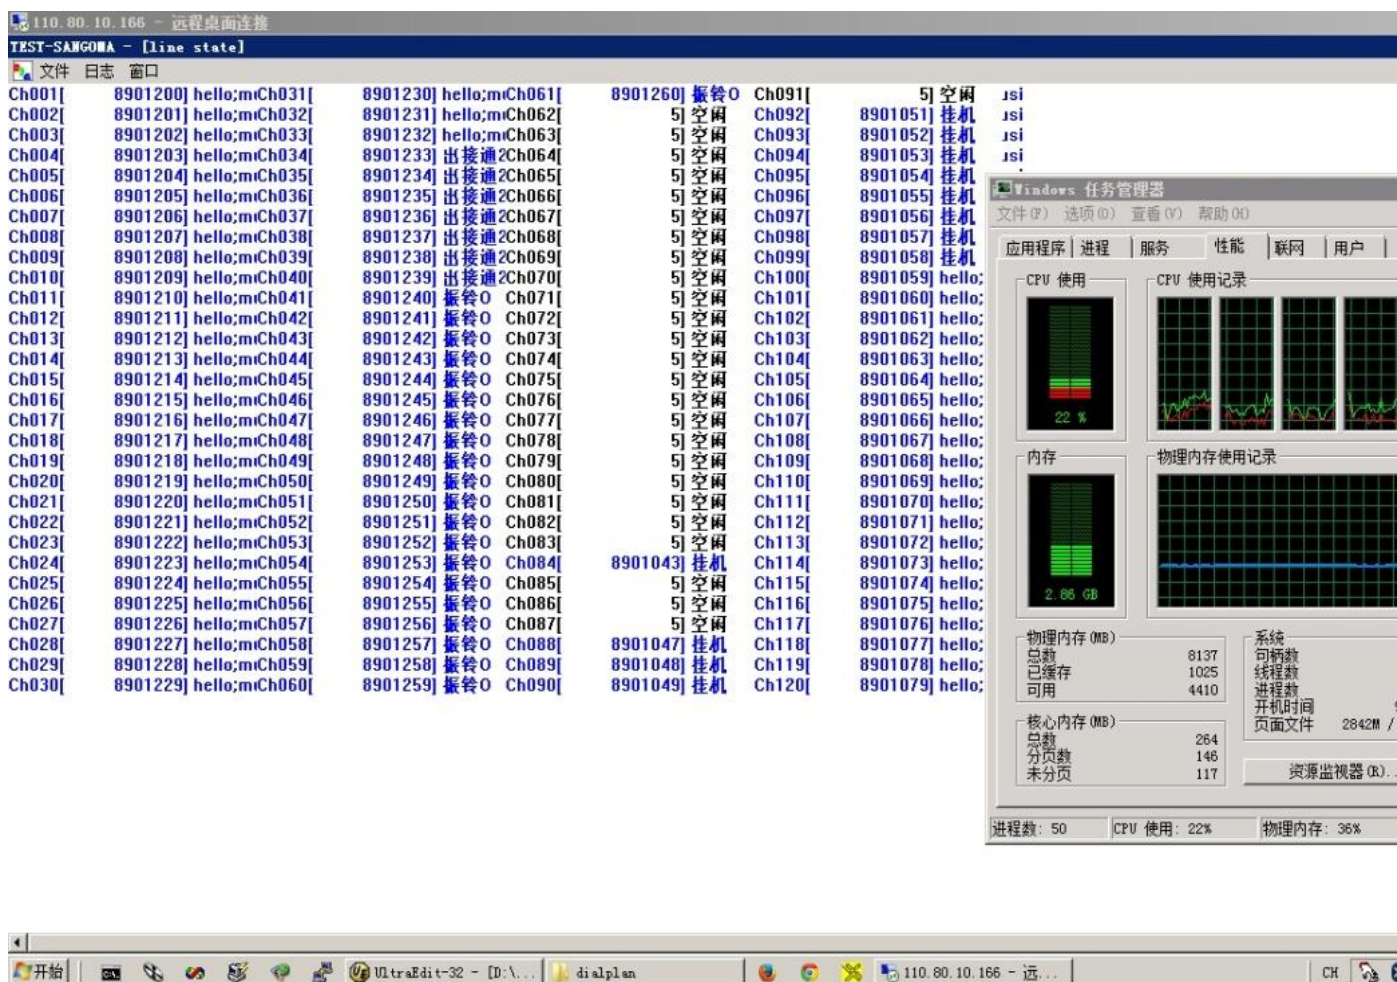 110.80.10.166 - 远程桌面连接
TEST-SANGOMA - [line state]
文件 日志 窗口
Ch001[ 8901200] hello;m Ch031[ 8901230] hello;m Ch061[ 8901260] 振铃O Ch091[ 5] 空闲 usi
Ch002[ 8901201] hello;m Ch032[ 8901231] hello;m Ch062[ 5] 空闲 Ch092[ 8901051] 挂机 usi
Ch003[ 8901202] hello;m Ch033[ 8901232] hello;m Ch063[ 5] 空闲 Ch093[ 8901052] 挂机 usi
Ch004[ 8901203] hello;m Ch034[ 8901233] 出接通2 Ch064[ 5] 空闲 Ch094[ 8901053] 挂机 usi
Ch005[ 8901204] hello;m Ch035[ 8901234] 出接通2 Ch065[ 5] 空闲 Ch095[ 8901054] 挂机
Ch006[ 8901205] hello;m Ch036[ 8901235] 出接通2 Ch066[ 5] 空闲 Ch096[ 8901055] 挂机
Ch007[ 8901206] hello;m Ch037[ 8901236] 出接通2 Ch067[ 5] 空闲 Ch097[ 8901056] 挂机
Ch008[ 8901207] hello;m Ch038[ 8901237] 出接通2 Ch068[ 5] 空闲 Ch098[ 8901057] 挂机
Ch009[ 8901208] hello;m Ch039[ 8901238] 出接通2 Ch069[ 5] 空闲 Ch099[ 8901058] 挂机
Ch010[ 8901209] hello;m Ch040[ 8901239] 出接通2 Ch070[ 5] 空闲 Ch100[ 8901059] hello;
Ch011[ 8901210] hello;m Ch041[ 8901240] 振铃O Ch071[ 5] 空闲 Ch101[ 8901060] hello;
Ch012[ 8901211] hello;m Ch042[ 8901241] 振铃O Ch072[ 5] 空闲 Ch102[ 8901061] hello;
Ch013[ 8901212] hello;m Ch043[ 8901242] 振铃O Ch073[ 5] 空闲 Ch103[ 8901062] hello;
Ch014[ 8901213] hello;m Ch044[ 8901243] 振铃O Ch074[ 5] 空闲 Ch104[ 8901063] hello;
Ch015[ 8901214] hello;m Ch045[ 8901244] 振铃O Ch075[ 5] 空闲 Ch105[ 8901064] hello;
Ch016[ 8901215] hello;m Ch046[ 8901245] 振铃O Ch076[ 5] 空闲 Ch106[ 8901065] hello;
Ch017[ 8901216] hello;m Ch047[ 8901246] 振铃O Ch077[ 5] 空闲 Ch107[ 8901066] hello;
Ch018[ 8901217] hello;m Ch048[ 8901247] 振铃O Ch078[ 5] 空闲 Ch108[ 8901067] hello;
Ch019[ 8901218] hello;m Ch049[ 8901248] 振铃O Ch079[ 5] 空闲 Ch109[ 8901068] hello;
Ch020[ 8901219] hello;m Ch050[ 8901249] 振铃O Ch080[ 5] 空闲 Ch110[ 8901069] hello;
Ch021[ 8901220] hello;m Ch051[ 8901250] 振铃O Ch081[ 5] 空闲 Ch111[ 8901070] hello;
Ch022[ 8901221] hello;m Ch052[ 8901251] 振铃O Ch082[ 5] 空闲 Ch112[ 8901071] hello;
Ch023[ 8901222] hello;m Ch053[ 8901252] 振铃O Ch083[ 5] 空闲 Ch113[ 8901072] hello;
Ch024[ 8901223] hello;m Ch054[ 8901253] 振铃O Ch084[ 8901043] 挂机 Ch114[ 8901073] hello;
Ch025[ 8901224] hello;m Ch055[ 8901254] 振铃O Ch085[ 5] 空闲 Ch115[ 8901074] hello;
Ch026[ 8901225] hello;m Ch056[ 8901255] 振铃O Ch086[ 5] 空闲 Ch116[ 8901075] hello;
Ch027[ 8901226] hello;m Ch057[ 8901256] 振铃O Ch087[ 5] 空闲 Ch117[ 8901076] hello;
Ch028[ 8901227] hello;m Ch058[ 8901257] 振铃O Ch088[ 8901047] 挂机 Ch118[ 8901077] hello;
Ch029[ 8901228] hello;m Ch059[ 8901258] 振铃O Ch089[ 8901048] 挂机 Ch119[ 8901078] hello;
Ch030[ 8901229] hello;m Ch060[ 8901259] 振铃O Ch090[ 8901049] 挂机 Ch120[ 8901079] hello;
Windows 任务管理器
文件(F) 选项(O) 查看(V) 帮助(H)
应用程序 进程 服务 性能 联网 用户
CPU 使用 CPU 使用记录
22 %
内存 物理内存使用记录
2.86 GB
物理内存(MB)
总数 8137
已缓存 1025
可用 4410
系统
句柄数
线程数
进程数
开机时间
页面文件 2842M /
核心内存(MB)
总数 264
分页数 146
未分页 117
资源监视器(R)..
进程数: 50 CPU 使用: 22% 物理内存: 36%
开始 UltraEdit-32 - [D:\... dialplan 110.80.10.166 - 远... CH